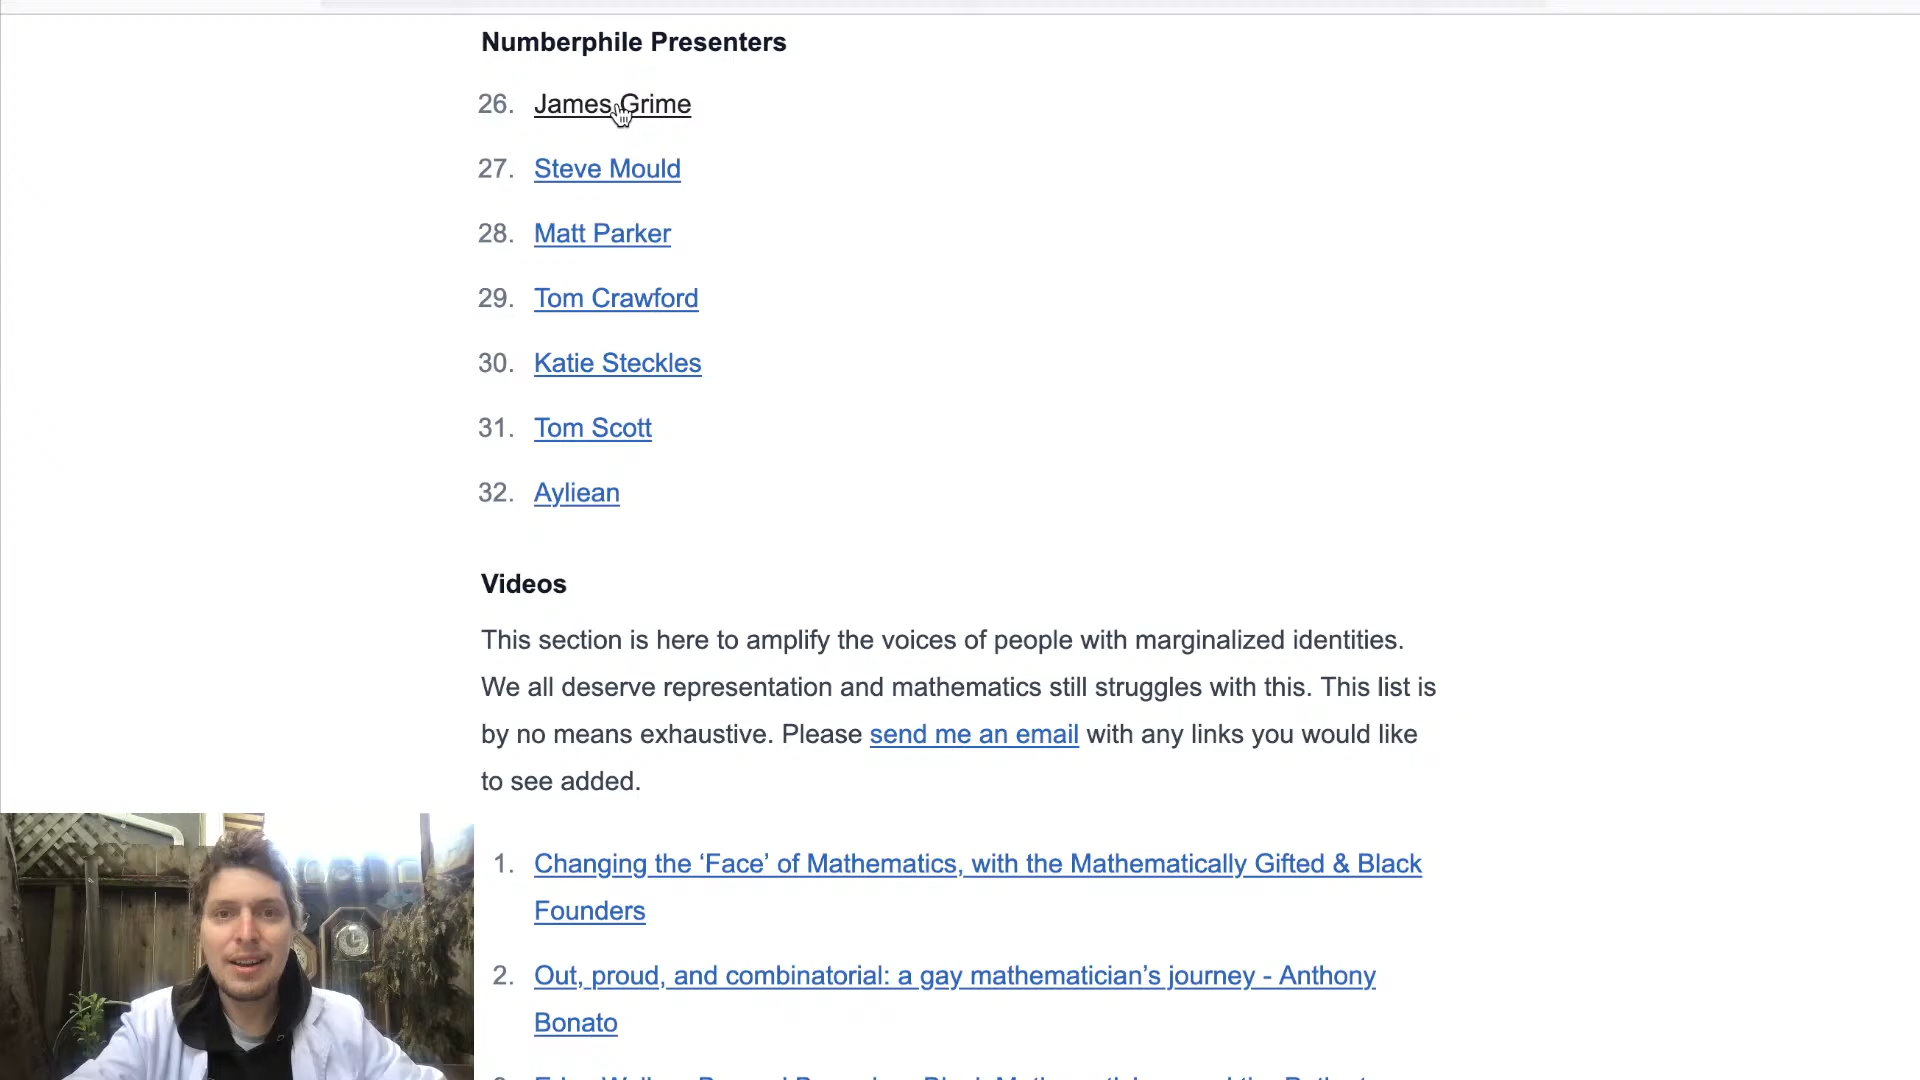 Numberphile Presenters
26. James Grime
27. Steve Mould
28. Matt Parker
29. Tom Crawford
30. Katie Steckles
31. Tom Scott
32. Ayliean
Videos
This section is here to amplify the voices of people with marginalized identities.
We all deserve representation and mathematics still struggles with this. This list is
by no means exhaustive. Please send me an email with any links you would like
to see added.
1. Changing the ‘Face’ of Mathematics, with the Mathematically Gifted & Black
Founders
2. Out, proud, and combinatorial: a gay mathematician’s journey - Anthony
Bonato